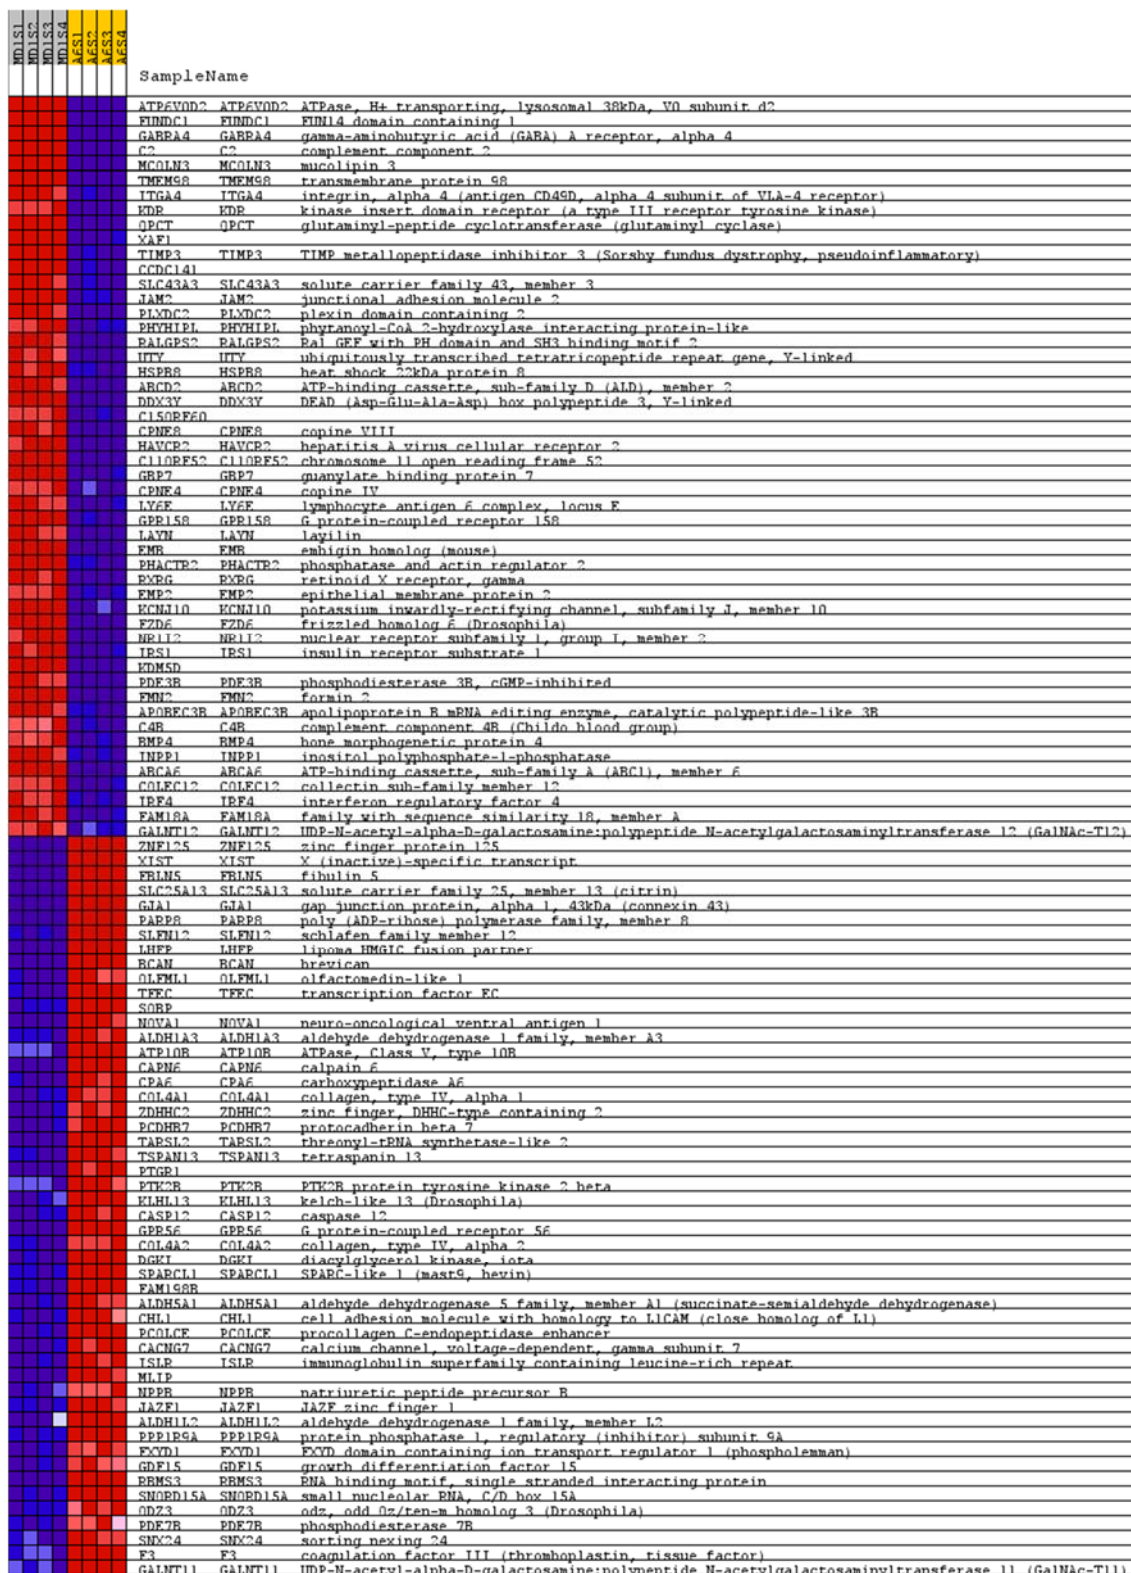 MD1S1 MD1S2 MD1S3 MD1S4 A6S1 A6S2 A6S3 A6S4
SampleName
ATP6V0D2 ATP6V0D2 ATPase, H+ transporting, lysosomal 38kDa, V0 subunit d2
FUNDC1 FUNDC1 FUN14 domain containing 1
GABRA4 GABRA4 gamma-aminobutyric acid (GABA) A receptor, alpha 4
C2 C2 complement component 2
MCOLN3 MCOLN3 mucolipin 3
TMEM98 TMEM98 transmembrane protein 98
ITGA4 ITGA4 integrin, alpha 4 (antigen CD49D, alpha 4 subunit of VLA-4 receptor)
KDR KDR kinase insert domain receptor (a type III receptor tyrosine kinase)
QPCT QPCT glutaminyl-peptide cyclotransferase (glutaminyl cyclase)
XAF1
TIMP3 TIMP3 TIMP metallopeptidase inhibitor 3 (Sorsby fundus dystrophy, pseudoinflammatory)
CCDC141
SLC43A3 SLC43A3 solute carrier family 43, member 3
JAM2 JAM2 junctional adhesion molecule 2
PLXDC2 PLXDC2 plexin domain containing 2
PHYHIPL PHYHIPL phytanoyl-CoA 2-hydroxylase interacting protein-like
RALGPS2 RALGPS2 Ral GEF with PH domain and SH3 binding motif 2
UTY UTY ubiquitously transcribed tetratricopeptide repeat gene, Y-linked
HSPB8 HSPB8 heat shock 22kDa protein 8
ABCD2 ABCD2 ATP-binding cassette, sub-family D (ALD), member 2
DDX3Y DDX3Y DEAD (Asp-Glu-Ala-Asp) box polypeptide 3, Y-linked
C15ORF60
CPNE8 CPNE8 copine VIII
HAVCR2 HAVCR2 hepatitis A virus cellular receptor 2
C11ORF52 C11ORF52 chromosome 11 open reading frame 52
GBP7 GBP7 guanylate binding protein 7
CPNE4 CPNE4 copine IV
LY6E LY6E lymphocyte antigen 6 complex, locus E
GPR158 GPR158 G protein-coupled receptor 158
LAYN LAYN layilin
EMB EMB embigin homolog (mouse)
PHACTR2 PHACTR2 phosphatase and actin regulator 2
RXRG RXRG retinoid X receptor, gamma
EMP2 EMP2 epithelial membrane protein 2
KCNJ10 KCNJ10 potassium inwardly-rectifying channel, subfamily J, member 10
FZD6 FZD6 frizzled homolog 6 (Drosophila)
NR1I2 NR1I2 nuclear receptor subfamily 1, group I, member 2
IRS1 IRS1 insulin receptor substrate 1
KDM5D
PDE3B PDE3B phosphodiesterase 3B, cGMP-inhibited
FMN2 FMN2 formin 2
APOBEC3B APOBEC3B apolipoprotein B mRNA editing enzyme, catalytic polypeptide-like 3B
C4B C4B complement component 4B (Childo blood group)
BMP4 BMP4 bone morphogenetic protein 4
INPP1 INPP1 inositol polyphosphate-1-phosphatase
ABCA6 ABCA6 ATP-binding cassette, sub-family A (ABC1), member 6
COLEC12 COLEC12 collectin sub-family member 12
IRF4 IRF4 interferon regulatory factor 4
FAM18A FAM18A family with sequence similarity 18, member A
GALNT12 GALNT12 UDP-N-acetyl-alpha-D-galactosamine:polypeptide N-acetylgalactosaminyltransferase 12 (GalNAc-T12)
ZNF125 ZNF125 zinc finger protein 125
XIST XIST X (inactive)-specific transcript
FBLN5 FBLN5 fibulin 5
SLC25A13 SLC25A13 solute carrier family 25, member 13 (citrin)
GJA1 GJA1 gap junction protein, alpha 1, 43kDa (connexin 43)
PARP8 PARP8 poly (ADP-ribose) polymerase family, member 8
SLFN12 SLFN12 schlafen family member 12
LHFP LHFP lipoma HMGIC fusion partner
BCAN BCAN brevican
OLFML1 OLFML1 olfactomedin-like 1
TFEC TFEC transcription factor EC
SOBP
NOVA1 NOVA1 neuro-oncological ventral antigen 1
ALDH1A3 ALDH1A3 aldehyde dehydrogenase 1 family, member A3
ATP10B ATP10B ATPase, Class V, type 10B
CAPN6 CAPN6 calpain 6
CPA6 CPA6 carboxypeptidase A6
COL4A1 COL4A1 collagen, type IV, alpha 1
ZDHHC2 ZDHHC2 zinc finger, DHHC-type containing 2
PCDHB7 PCDHB7 protocadherin beta 7
TARSL2 TARSL2 threonyl-tRNA synthetase-like 2
TSPAN13 TSPAN13 tetraspanin 13
PTGR1
PTK2B PTK2B PTK2B protein tyrosine kinase 2 beta
KLHL13 KLHL13 kelch-like 13 (Drosophila)
CASP12 CASP12 caspase 12
GPR56 GPR56 G protein-coupled receptor 56
COL4A2 COL4A2 collagen, type IV, alpha 2
DGKI DGKI diacylglycerol kinase, iota
SPARCL1 SPARCL1 SPARC-like 1 (mast9, hevin)
FAM198B
ALDH5A1 ALDH5A1 aldehyde dehydrogenase 5 family, member A1 (succinate-semialdehyde dehydrogenase)
CHL1 CHL1 cell adhesion molecule with homology to L1CAM (close homolog of L1)
PCOLCE PCOLCE procollagen C-endopeptidase enhancer
CACNG7 CACNG7 calcium channel, voltage-dependent, gamma subunit 7
ISLR ISLR immunoglobulin superfamily containing leucine-rich repeat
MLIP
NPPB NPPB natriuretic peptide precursor B
JAZF1 JAZF1 JAZF zinc finger 1
ALDH1L2 ALDH1L2 aldehyde dehydrogenase 1 family, member L2
PPP1R9A PPP1R9A protein phosphatase 1, regulatory (inhibitor) subunit 9A
FXYD1 FXYD1 FXYD domain containing ion transport regulator 1 (phospholemman)
GDF15 GDF15 growth differentiation factor 15
RBMS3 RBMS3 RNA binding motif, single stranded interacting protein
SNORD15A SNORD15A small nucleolar RNA, C/D box 15A
ODZ3 ODZ3 odz, odd Oz/ten-m homolog 3 (Drosophila)
PDE7B PDE7B phosphodiesterase 7B
SNX24 SNX24 sorting nexing 24
F3 F3 coagulation factor III (thromboplastin, tissue factor)
GALNT11 GALNT11 UDP-N-acetyl-alpha-D-galactosamine:polypeptide N-acetylgalactosaminyltransferase 11 (GalNAc-T11)